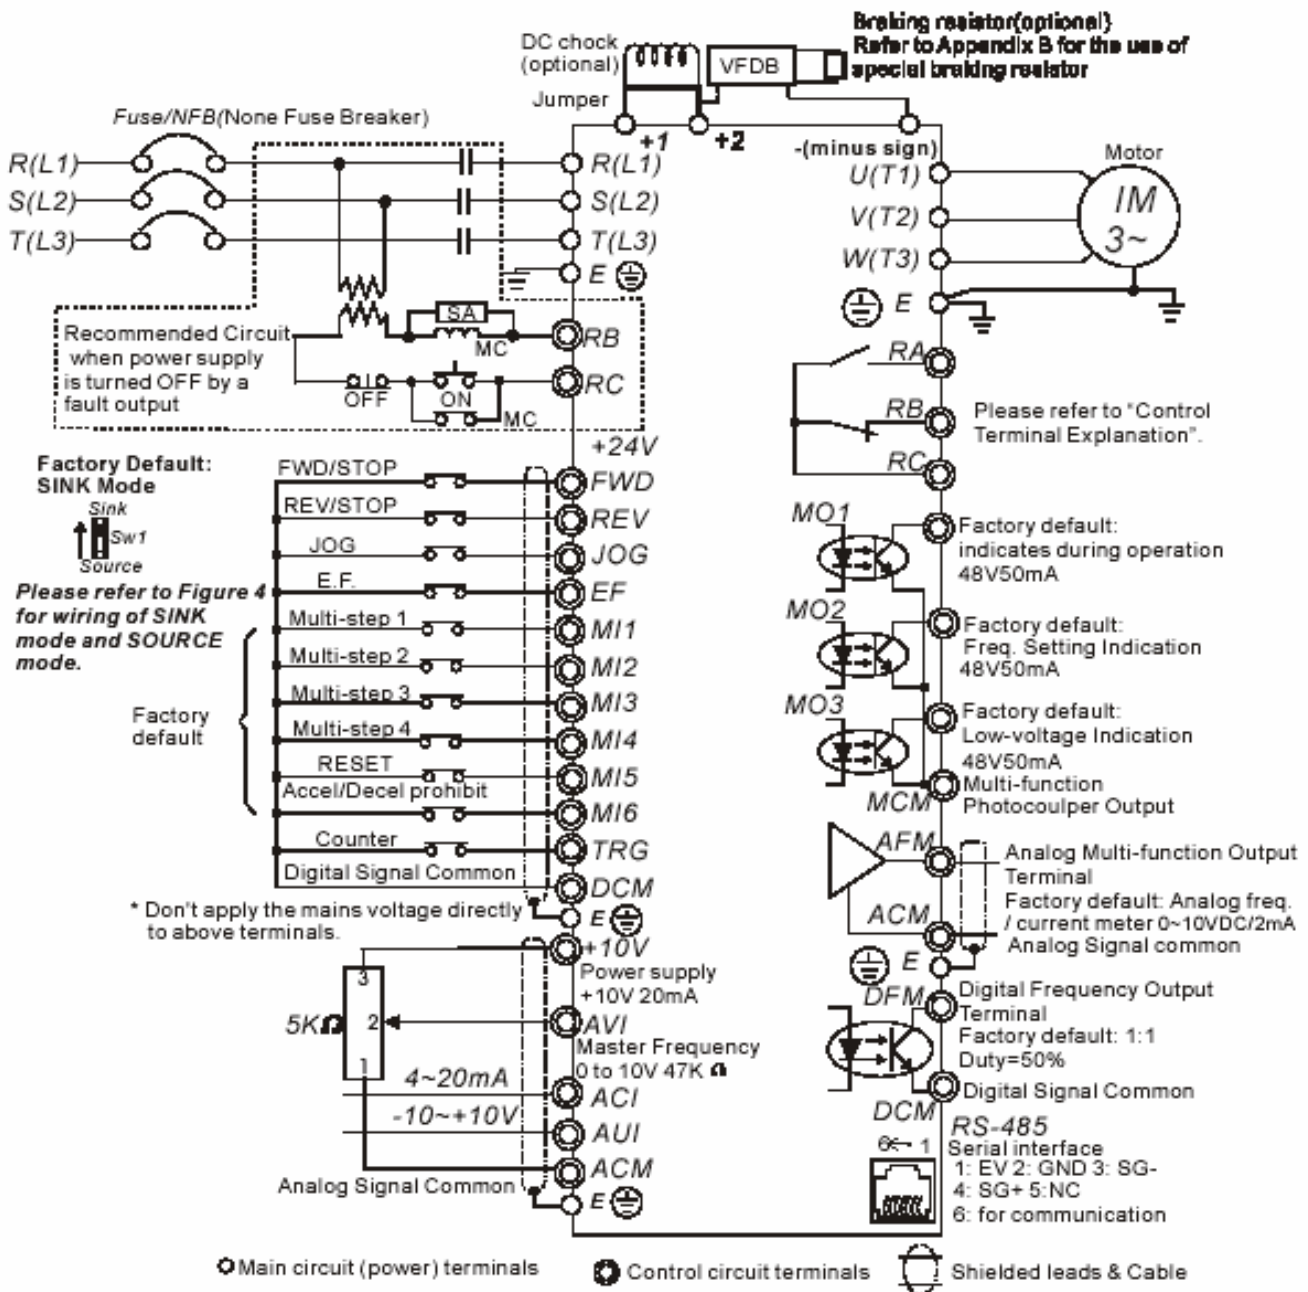 Braking resistor(optional)
Refer to Appendix B for the use of
special braking resistor
DC chock
(optional)
VFDB
Jumper
+1
+2
-(minus sign)
Fuse/NFB(None Fuse Breaker)
R(L1)
S(L2)
T(L3)
R(L1)
S(L2)
T(L3)
E
Recommended Circuit
when power supply
is turned OFF by a
fault output
SA
MC
RB
RC
OFF
ON
MC
Motor
U(T1)
V(T2)
W(T3)
IM
3~
E
RA
RB
RC
Please refer to "Control
Terminal Explanation".
+24V
Factory Default:
SINK Mode
Sink
Sw1
Source
Please refer to Figure 4
for wiring of SINK
mode and SOURCE
mode.
Factory
default
FWD/STOP
FWD
REV/STOP
REV
JOG
JOG
E.F.
EF
Multi-step 1
MI1
Multi-step 2
MI2
Multi-step 3
MI3
Multi-step 4
MI4
RESET
MI5
Accel/Decel prohibit
MI6
Counter
TRG
Digital Signal Common
DCM
* Don't apply the mains voltage directly
to above terminals.
E
+10V
Power supply
+10V 20mA
3
5KΩ
2
1
AVI
Master Frequency
0 to 10V 47K Ω
4~20mA
ACI
-10~+10V
AUI
ACM
Analog Signal Common
E
MO1
Factory default:
indicates during operation
48V50mA
MO2
Factory default:
Freq. Setting Indication
48V50mA
MO3
Factory default:
Low-voltage Indication
48V50mA
MCM
Multi-function
Photocoulper Output
AFM
Analog Multi-function Output
Terminal
Factory default: Analog freq.
/ current meter 0~10VDC/2mA
ACM
Analog Signal common
E
DFM
Digital Frequency Output
Terminal
Factory default: 1:1
Duty=50%
DCM
Digital Signal Common
RS-485
6← 1
Serial interface
1: EV 2: GND 3: SG-
4: SG+ 5:NC
6: for communication
Main circuit (power) terminals
Control circuit terminals
Shielded leads & Cable